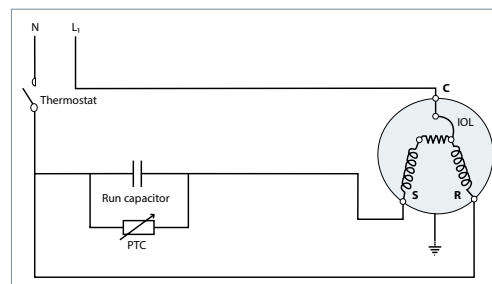 N
L₁
Thermostat
C
IOL
Run capacitor
S
R
PTC